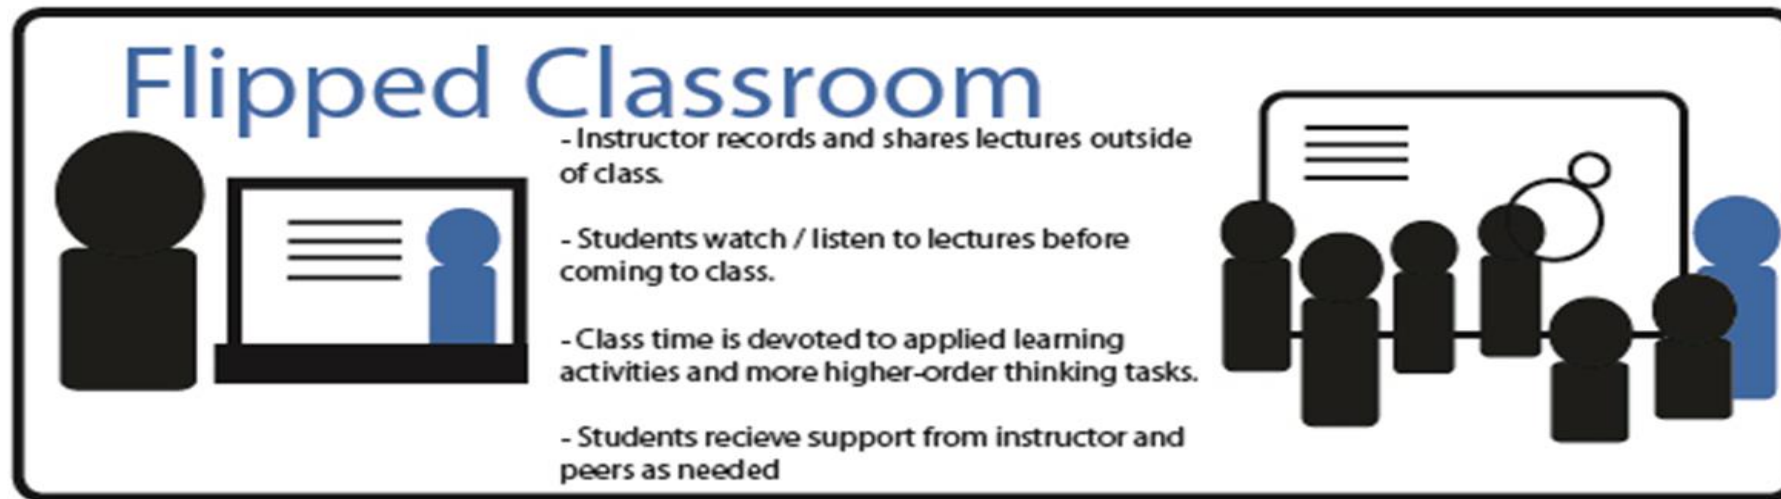 Flipped Classroom
- Instructor records and shares lectures outside
of class.
- Students watch / listen to lectures before
coming to class.
- Class time is devoted to applied learning
activities and more higher-order thinking tasks.
- Students recieve support from instructor and
peers as needed